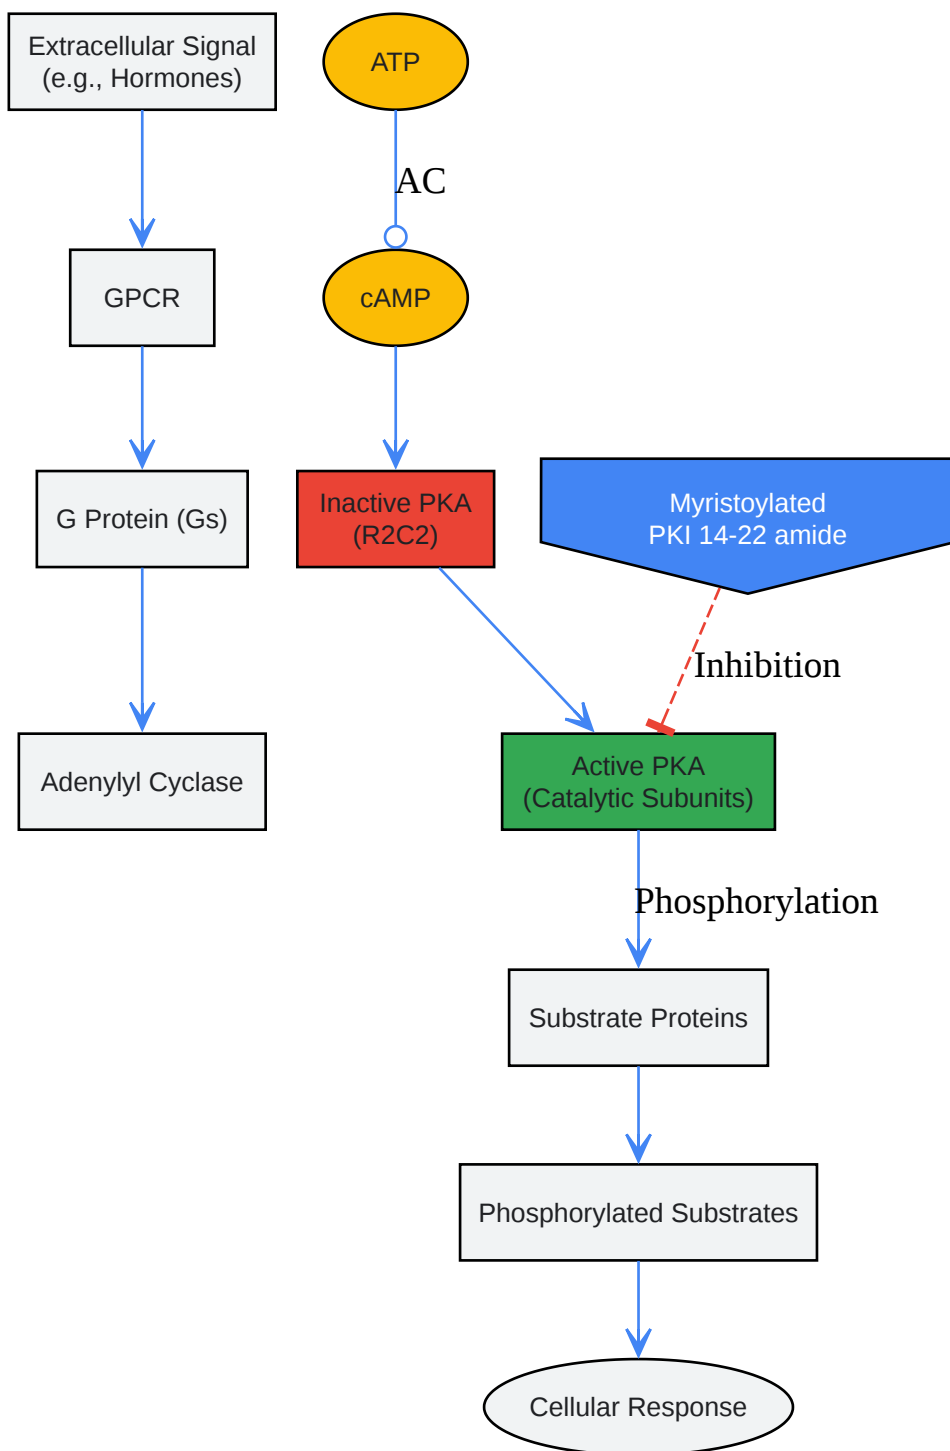 Extracellular Signal
(e.g., Hormones)
ATP
AC
GPCR
cAMP
G Protein (Gs)
Inactive PKA
(R2C2)
Myristoylated
PKI 14-22 amide
Inhibition
Adenylyl Cyclase
Active PKA
(Catalytic Subunits)
Phosphorylation
Substrate Proteins
Phosphorylated Substrates
Cellular Response